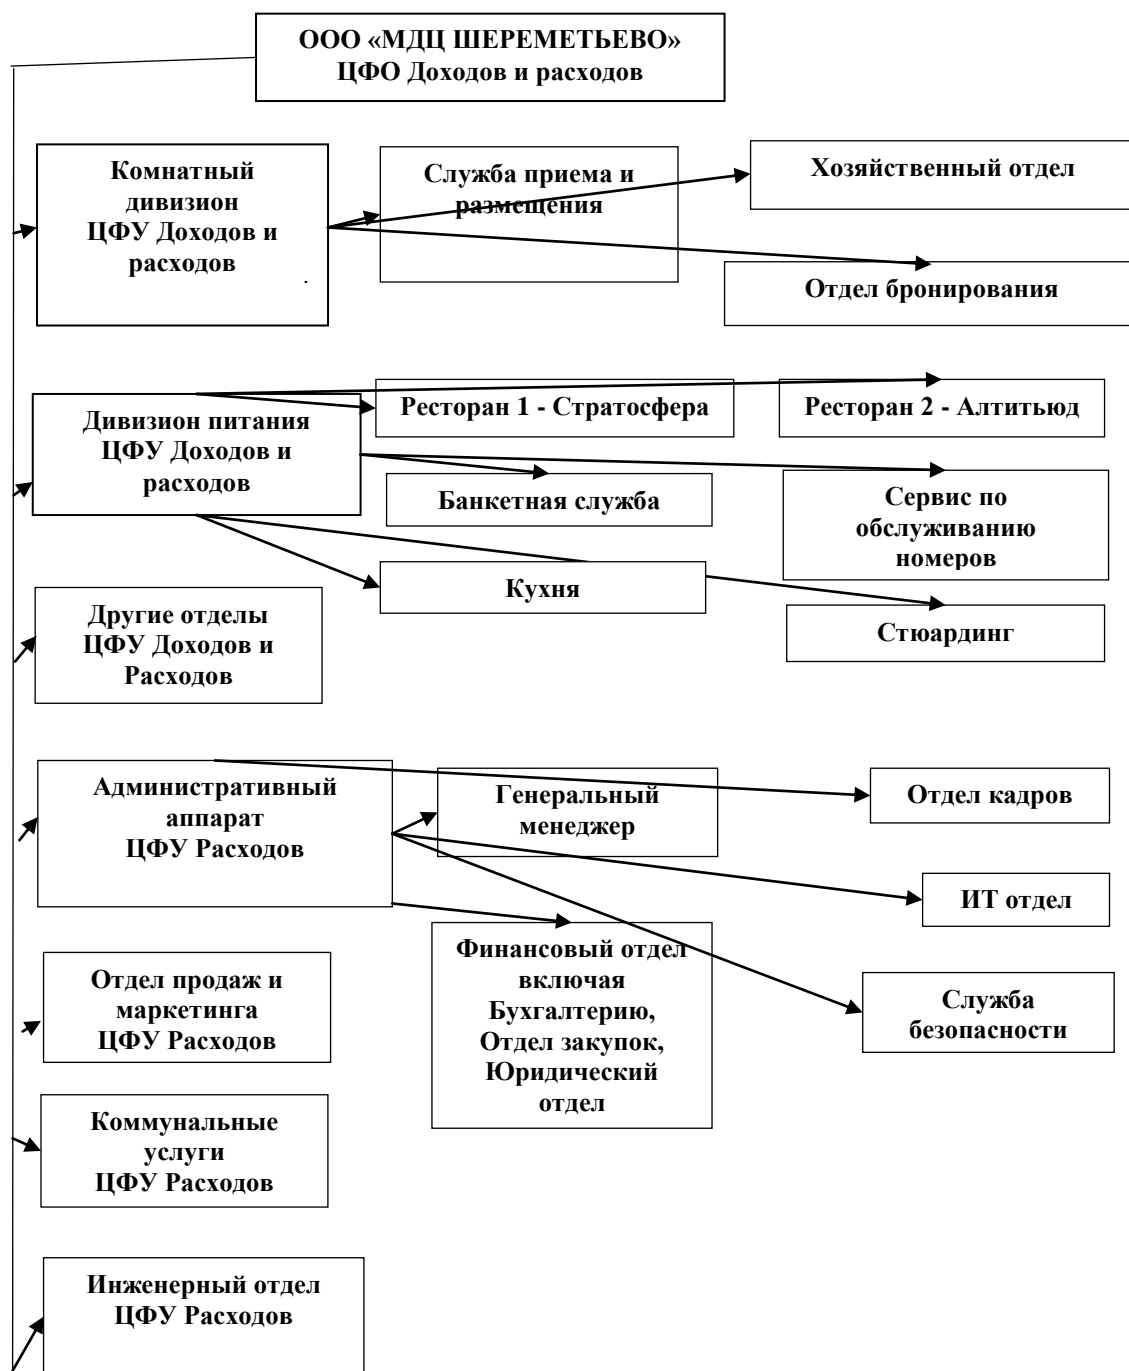 ООО «МДЦ ШЕРЕМЕТЬЕВО»
ЦФО Доходов и расходов
Комнатный
дивизион
ЦФУ Доходов и
расходов
.
Служба приема и
размещения
Хозяйственный отдел
Отдел бронирования
Дивизион питания
ЦФУ Доходов и
расходов
Ресторан 1 - Стратосфера
Ресторан 2 - Алтитьюд
Банкетная служба
Сервис по
обслуживанию
номеров
Кухня
Стюардинг
Другие отделы
ЦФУ Доходов и
Расходов
Административный
аппарат
ЦФУ Расходов
Генеральный
менеджер
Отдел кадров
ИТ отдел
Финансовый отдел
включая
Бухгалтерию,
Отдел закупок,
Юридический
отдел
Служба
безопасности
Отдел продаж и
маркетинга
ЦФУ Расходов
Коммунальные
услуги
ЦФУ Расходов
Инженерный отдел
ЦФУ Расходов